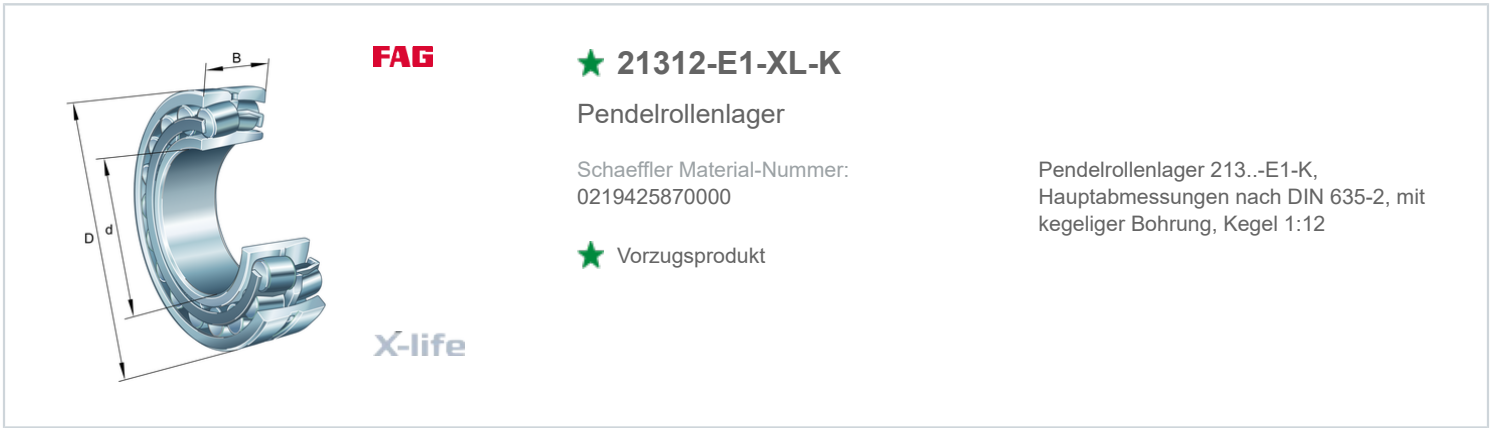 B
D
d
FAG
X-life
21312-E1-XL-K
Pendelrollenlager
Schaeffler Material-Nummer:
0219425870000
Vorzugsprodukt
Pendelrollenlager 213..-E1-K,
Hauptabmessungen nach DIN 635-2, mit
kegeliger Bohrung, Kegel 1:12